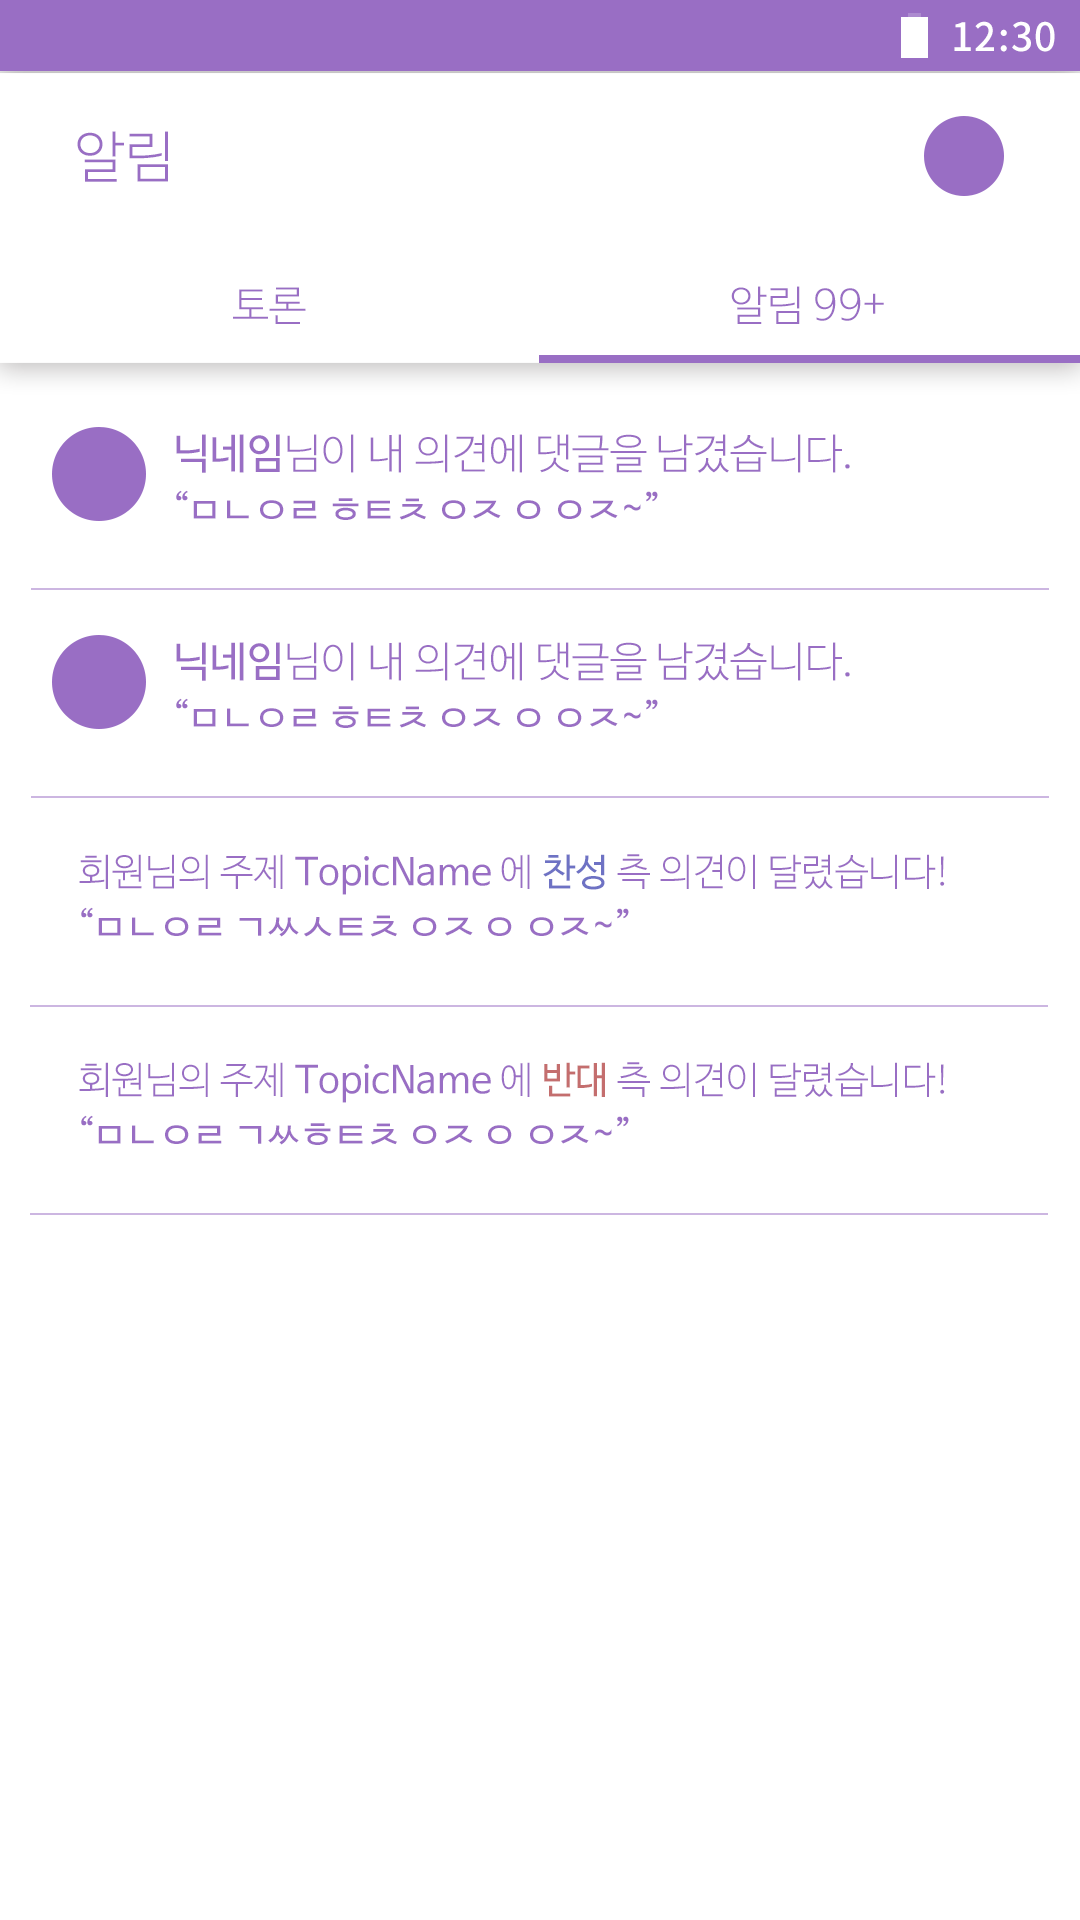 12:30
알림
토론
알림 99+
닉네임님이 내 의견에 댓글을 남겼습니다.
“ㅁㄴㅇㄹ ㅎㅌㅊ ㅇㅈ ㅇ ㅇㅈ~”
닉네임님이 내 의견에 댓글을 남겼습니다.
“ㅁㄴㅇㄹ ㅎㅌㅊ ㅇㅈ ㅇ ㅇㅈ~”
회원님의 주제 TopicName 에 찬성 측 의견이 달렸습니다!
“ㅁㄴㅇㄹ ㄱㅆㅅㅌㅊ ㅇㅈ ㅇ ㅇㅈ~”
회원님의 주제 TopicName 에 반대 측 의견이 달렸습니다!
“ㅁㄴㅇㄹ ㄱㅆㅎㅌㅊ ㅇㅈ ㅇ ㅇㅈ~”